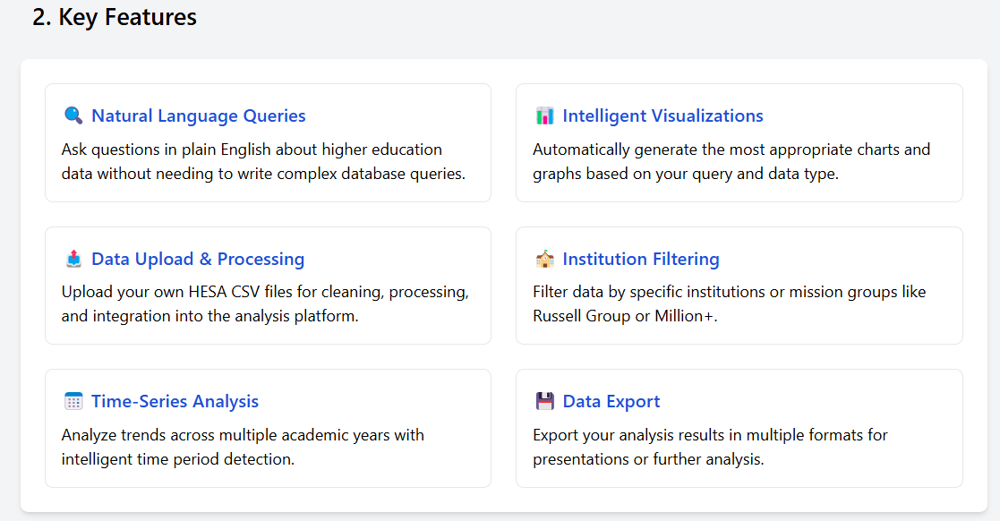 2. Key Features
Natural Language Queries
Ask questions in plain English about higher education
data without needing to write complex database queries.
Intelligent Visualizations
Automatically generate the most appropriate charts and
graphs based on your query and data type.
Data Upload & Processing
Upload your own HESA CSV files for cleaning, processing,
and integration into the analysis platform.
Institution Filtering
Filter data by specific institutions or mission groups like
Russell Group or Million+.
Time-Series Analysis
Analyze trends across multiple academic years with
intelligent time period detection.
Data Export
Export your analysis results in multiple formats for
presentations or further analysis.